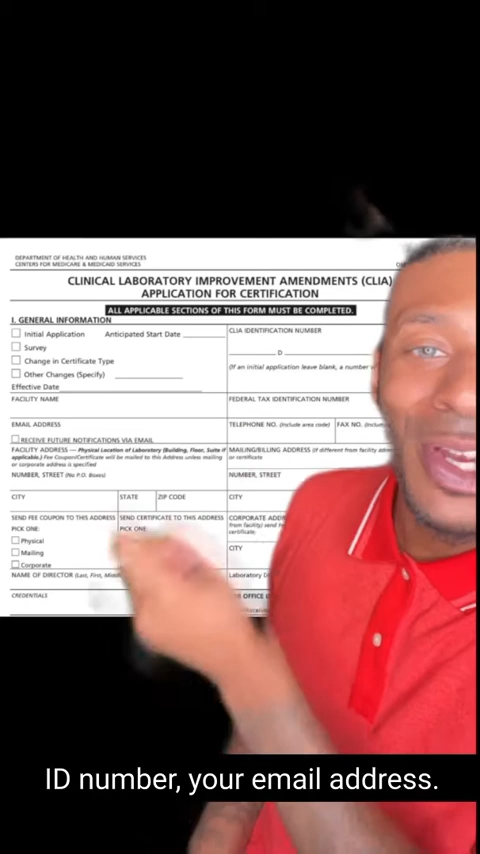 DEPARTMENT OF HEALTH AND HUMAN SERVICES
CENTERS FOR MEDICARE & MEDICAID SERVICES
CLINICAL LABORATORY IMPROVEMENT AMENDMENTS (CLIA)
APPLICATION FOR CERTIFICATION
ALL APPLICABLE SECTIONS OF THIS FORM MUST BE COMPLETED.
I. GENERAL INFORMATION
Initial Application Anticipated Start Date
Survey
Change in Certificate Type
Other Changes (Specify)
Effective Date
CLIA IDENTIFICATION NUMBER
D
(If an initial application leave blank, a number
FACILITY NAME
FEDERAL TAX IDENTIFICATION NUMBER
EMAIL ADDRESS
RECEIVE FUTURE NOTIFICATIONS VIA EMAIL
TELEPHONE NO. (Include area code) FAX NO.
FACILITY ADDRESS — Physical Location of Laboratory (Building, Floor, Suite if
applicable.) Fee Coupon/Certificate will be mailed to this Address unless mailing
or corporate address is specified
MAILING/BILLING ADDRESS (If different from facility
or certificate
NUMBER, STREET (No P.O. Boxes)
NUMBER, STREET
CITY STATE ZIP CODE
CITY
SEND FEE COUPON TO THIS ADDRESS
PICK ONE:
Physical
Mailing
Corporate
SEND CERTIFICATE TO THIS ADDRESS
PICK ONE:
CORPORATE
from facility) send
certificate
CITY
NAME OF DIRECTOR (Last, First,
Laboratory
CREDENTIALS
OFFICE
ID number, your email address.